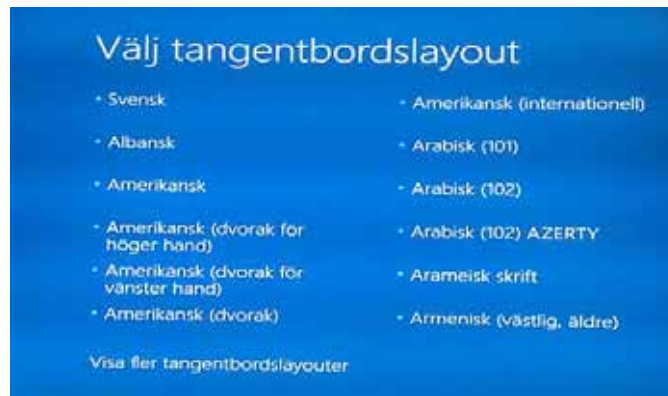 Välj tangentbordslayout
Svensk
Albansk
Amerikansk
Amerikansk (dvorak för
höger hand)
Amerikansk (dvorak för
vänster hand)
Amerikansk (dvorak)
Amerikansk (internationell)
Arabisk (101)
Arabisk (102)
Arabisk (102) AZERTY
Arameisk skrift
Armenisk (västlig, äldre)
Visa fler tangentbordslayouter